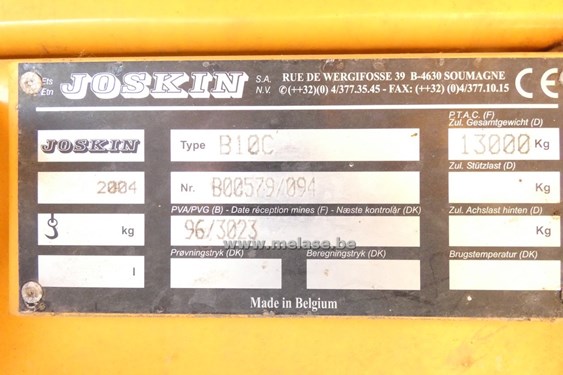 Ets
Etn
JOSKIN
S.A.
N.V.
RUE DE WERGIFOSSE 39 B-4630 SOUMAGNE
✆(++32)(0) 4/377.35.45 - FAX: (++32) (0)4/377.10.15
CE
P.T.A.C. (F)
Zul. Gesamtgewicht (D)
JOSKIN
Type B10C
13000 Kg
Zul. Stützlast (D)
2004
Nr. B00579/094
Kg
PVA/PVG (B) - Date réception mines (F) - Næste kontrolår (DK)
Zul. Achslast hinten (D)
kg
96/3023
Kg
www.melase.be
Prøvningstryk (DK)
Beregningstryk (DK)
Brugstemperatur (DK)
l
Made in Belgium